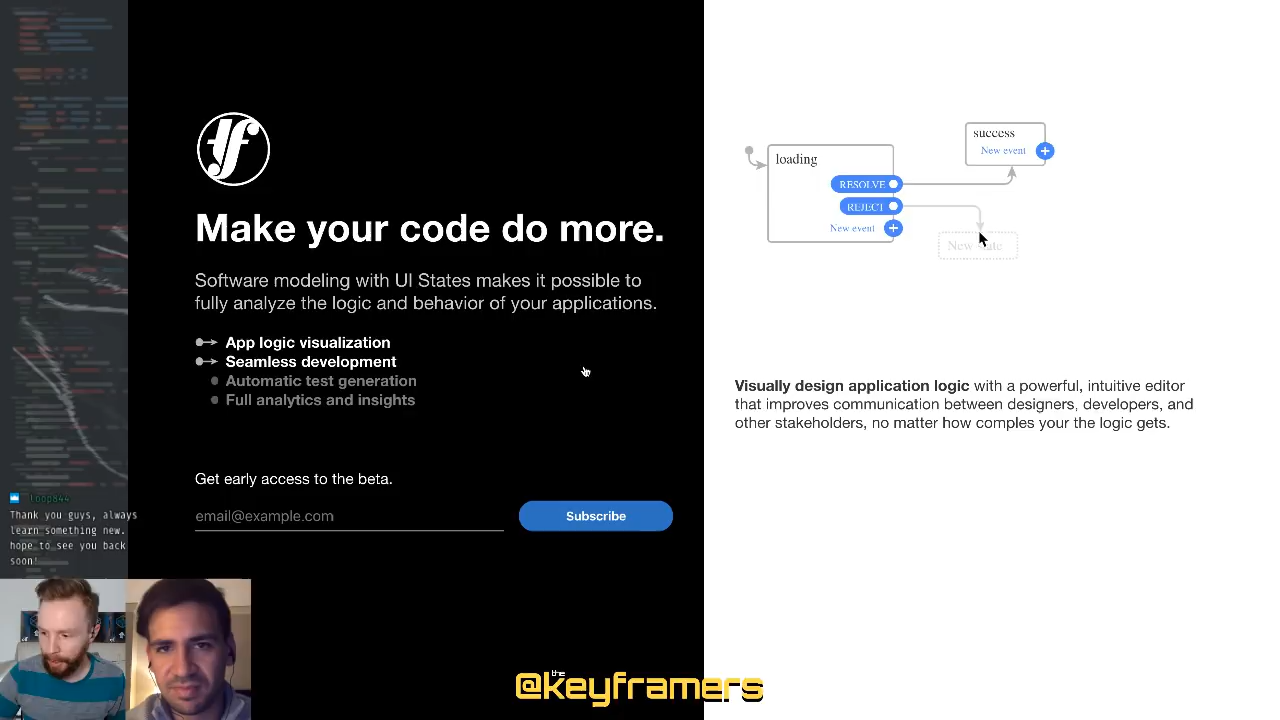 Make your code do more.
Software modeling with UI States makes it possible to
fully analyze the logic and behavior of your applications.
App logic visualization
Seamless development
Automatic test generation
Full analytics and insights
Get early access to the beta.
email@example.com
Subscribe
loading
RESOLVE
REJECT
New event
success
New event
New
Visually design application logic with a powerful, intuitive editor
that improves communication between designers, developers, and
other stakeholders, no matter how comples your the logic gets.
loop844
Thank you guys, always
learn something new.
hope to see you back
soon!
the
@keyframers